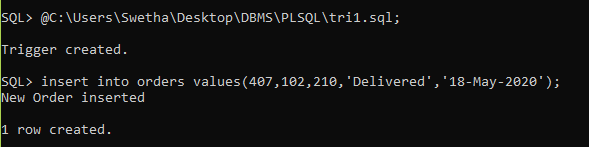 SQL> @C:\Users\Swetha\Desktop\DBMS\PLSQL\tri1.sql;
Trigger created.
SQL> insert into orders values(407,102,210,'Delivered','18-May-2020');
New Order inserted
1 row created.